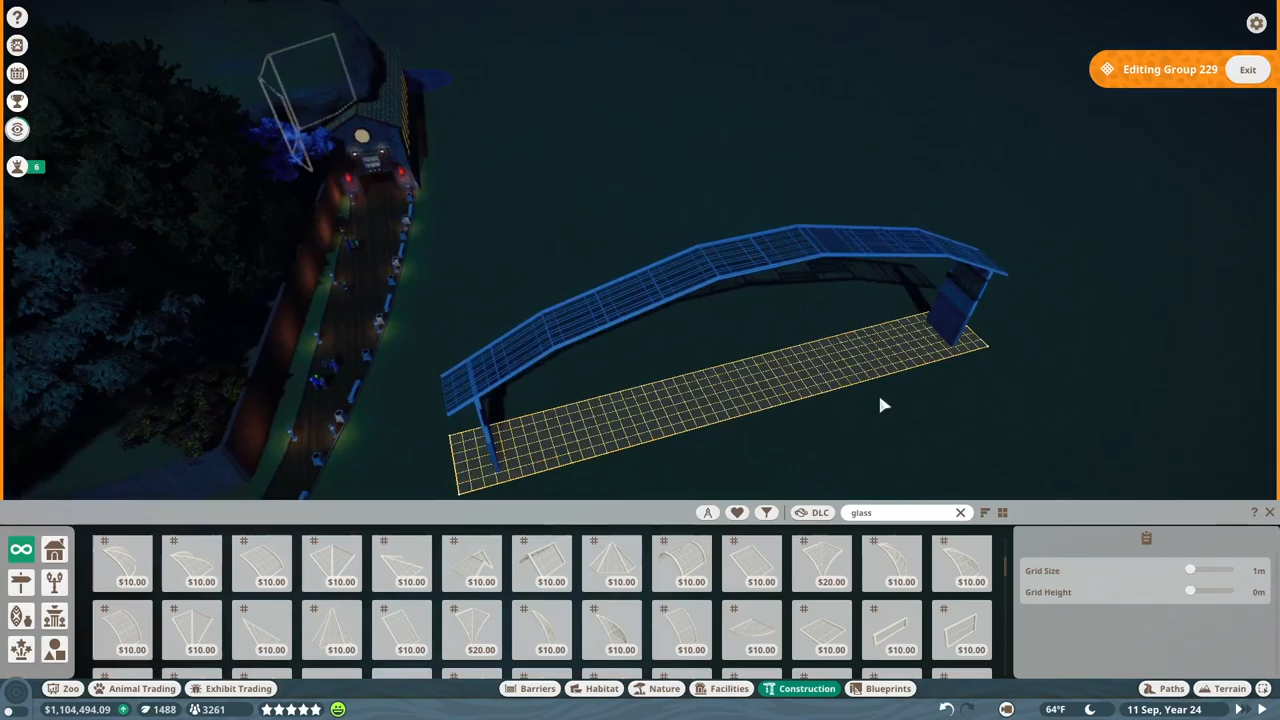 ?
Editing Group 229
Exit
6
DLC
glass
?
$10.00 $10.00 $10.00 $10.00 $10.00 $10.00 $10.00 $10.00 $10.00 $10.00 $20.00 $10.00 $10.00
Grid Size 1m
Grid Height 0m
$10.00 $10.00 $10.00 $10.00 $10.00 $20.00 $10.00 $10.00 $10.00 $10.00 $10.00 $10.00 $10.00
Zoo Animal Trading Exhibit Trading Barriers Habitat Nature Facilities Construction Blueprints Paths Terrain
$1,104,494.09 1488 3261 64°F 11 Sep, Year 24